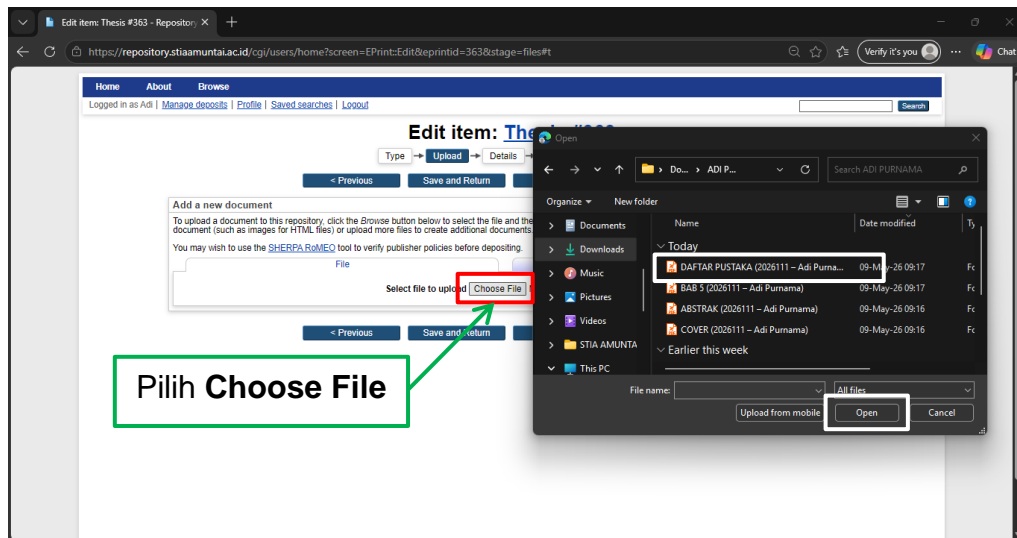 Edit item: Thesis #363 - Repository
https://repository.stiaamuntai.ac.id/cgi/users/home?screen=EPrint::Edit&eprintid=363&stage=files#t
Verify it's you
Chat
Home About Browse
Logged in as Adi | Manage deposits | Profile | Saved searches | Logout
Search
Edit item:
Type → Upload → Details →
< Previous Save and Return
Add a new document
To upload a document to this repository, click the Browse button below to select the file and the
document (such as images for HTML files) or upload more files to create additional documents.
You may wish to use the SHERPA RoMEO tool to verify publisher policies before depositing.
File
Select file to upload Choose File
< Previous Save and Return
Pilih Choose File
Open
Do... > ADI P...
Search ADI PURNAMA
Organize New folder
Documents
Downloads
Music
Pictures
Videos
STIA AMUNTA
This PC
Name Date modified Ty
Today
DAFTAR PUSTAKA (2026111 – Adi Purna... 09-May-26 09:17 Fo
BAB 5 (2026111 – Adi Purnama) 09-May-26 09:17 Fo
ABSTRAK (2026111 – Adi Purnama) 09-May-26 09:16 Fo
COVER (2026111 – Adi Purnama) 09-May-26 09:16 Fo
Earlier this week
File name: All files
Upload from mobile Open Cancel